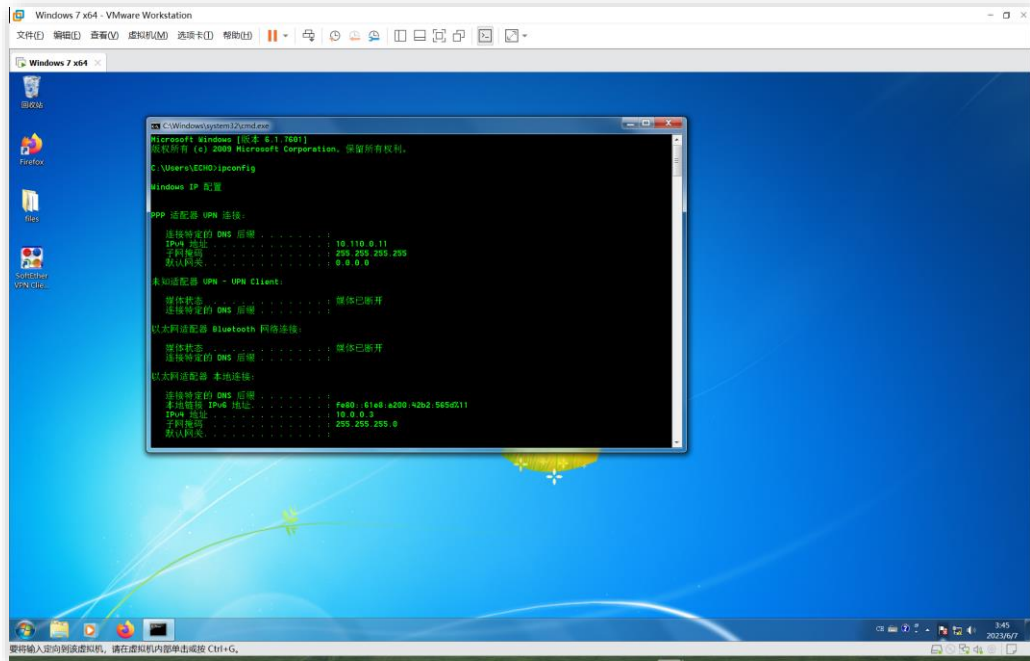 Windows 7 x64 - VMware Workstation
文件(F) 编辑(E) 查看(V) 虚拟机(M) 选项卡(T) 帮助(H)
Windows 7 x64
回收站
Firefox
files
SoftEther
VPN Clie...
C:\Windows\system32\cmd.exe
Microsoft Windows [版本 6.1.7601]
版权所有 (c) 2009 Microsoft Corporation。保留所有权利。
C:\Users\ECHO>ipconfig
Windows IP 配置
PPP 适配器 VPN 连接:
连接特定的 DNS 后缀 . . . . . . . :
IPv4 地址 . . . . . . . . . . . . : 10.110.0.11
子网掩码 . . . . . . . . . . . . : 255.255.255.255
默认网关. . . . . . . . . . . . . : 0.0.0.0
未知适配器 VPN - VPN Client:
媒体状态 . . . . . . . . . . . . : 媒体已断开
连接特定的 DNS 后缀 . . . . . . . :
以太网适配器 Bluetooth 网络连接:
媒体状态 . . . . . . . . . . . . : 媒体已断开
连接特定的 DNS 后缀 . . . . . . . :
以太网适配器 本地连接:
连接特定的 DNS 后缀 . . . . . . . :
本地链接 IPv6 地址. . . . . . . . : fe80::61e8:a280:42b2:565d%11
IPv4 地址 . . . . . . . . . . . . : 10.0.0.3
子网掩码 . . . . . . . . . . . . : 255.255.255.0
默认网关. . . . . . . . . . . . . :
CH
3:45
2023/6/7
要将输入定向到该虚拟机，请在虚拟机内部单击或按 Ctrl+G。